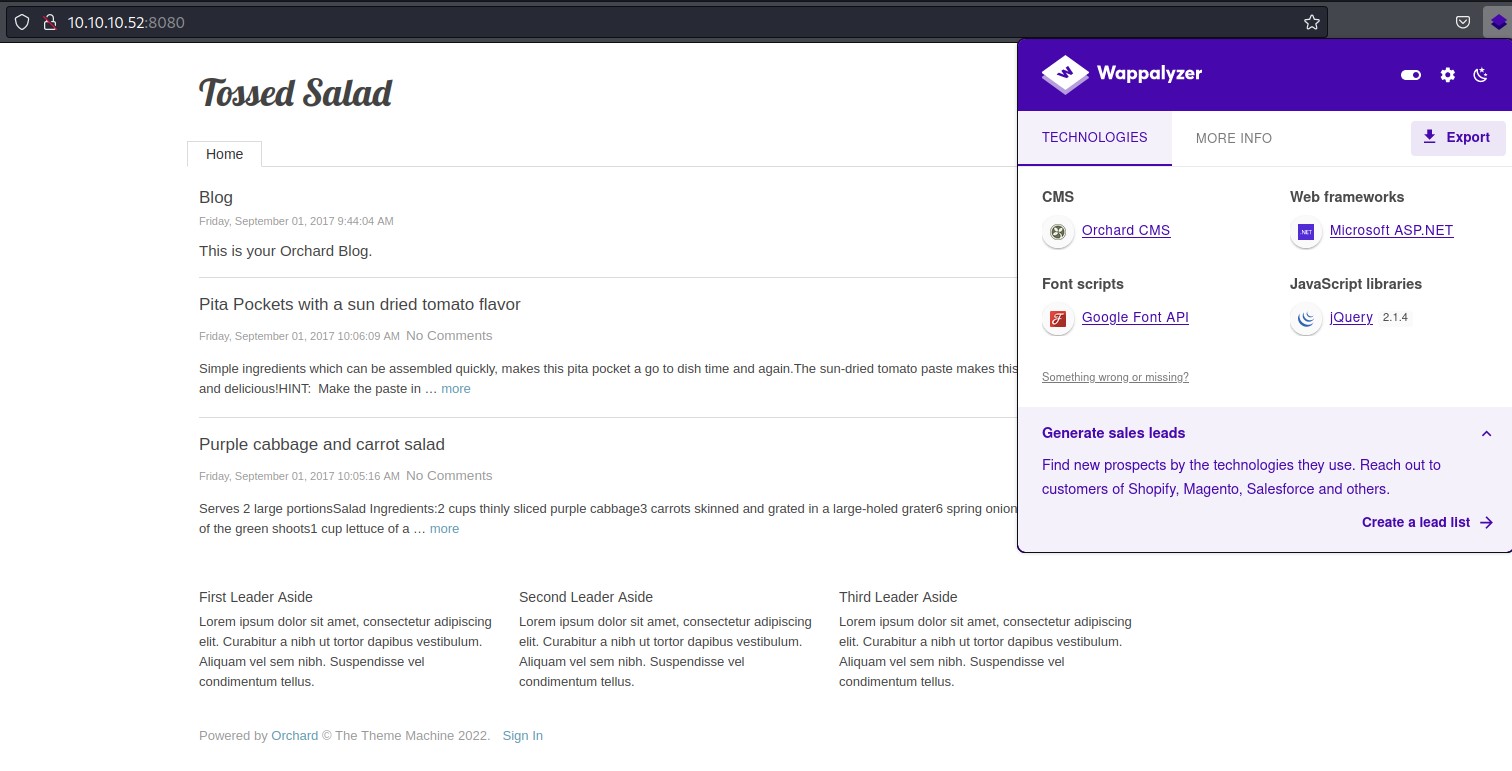 10.10.10.52:8080
Tossed Salad
Home
Blog
Friday, September 01, 2017 9:44:04 AM
This is your Orchard Blog.
Pita Pockets with a sun dried tomato flavor
Friday, September 01, 2017 10:06:09 AM No Comments
Simple ingredients which can be assembled quickly, makes this pita pocket a go to dish time and again.The sun-dried tomato paste makes this
and delicious!HINT:  Make the paste in … more
Purple cabbage and carrot salad
Friday, September 01, 2017 10:05:16 AM No Comments
Serves 2 large portionsSalad Ingredients:2 cups thinly sliced purple cabbage3 carrots skinned and grated in a large-holed grater6 spring onion
of the green shoots1 cup lettuce of a … more
First Leader Aside
Lorem ipsum dolor sit amet, consectetur adipiscing
elit. Curabitur a nibh ut tortor dapibus vestibulum.
Aliquam vel sem nibh. Suspendisse vel
condimentum tellus.
Second Leader Aside
Lorem ipsum dolor sit amet, consectetur adipiscing
elit. Curabitur a nibh ut tortor dapibus vestibulum.
Aliquam vel sem nibh. Suspendisse vel
condimentum tellus.
Third Leader Aside
Lorem ipsum dolor sit amet, consectetur adipiscing
elit. Curabitur a nibh ut tortor dapibus vestibulum.
Aliquam vel sem nibh. Suspendisse vel
condimentum tellus.
Powered by Orchard © The Theme Machine 2022. Sign In
Wappalyzer
TECHNOLOGIES
MORE INFO
Export
CMS
Orchard CMS
Web frameworks
Microsoft ASP.NET
Font scripts
Google Font API
JavaScript libraries
jQuery 2.1.4
Something wrong or missing?
Generate sales leads
Find new prospects by the technologies they use. Reach out to
customers of Shopify, Magento, Salesforce and others.
Create a lead list